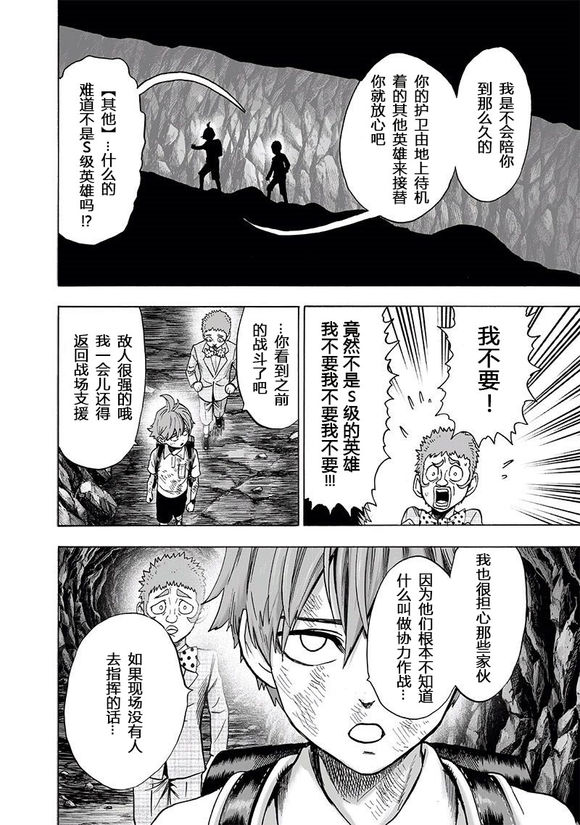 我是不会陪你
到那么久的
你的护卫由地上待机
着的其他英雄来接替
你就放心吧
【其他】…什么的
难道不是S级英雄吗!?
我不要！
竟然不是S级的英雄
我不要我不要我不要!!!
…你看到之前
的战斗了吧
敌人很强的哦
我一会儿还得
返回战场支援
我也很担心那些家伙
因为他们根本不知道
什么叫做协力作战…
如果现场没有人
去指挥的话…